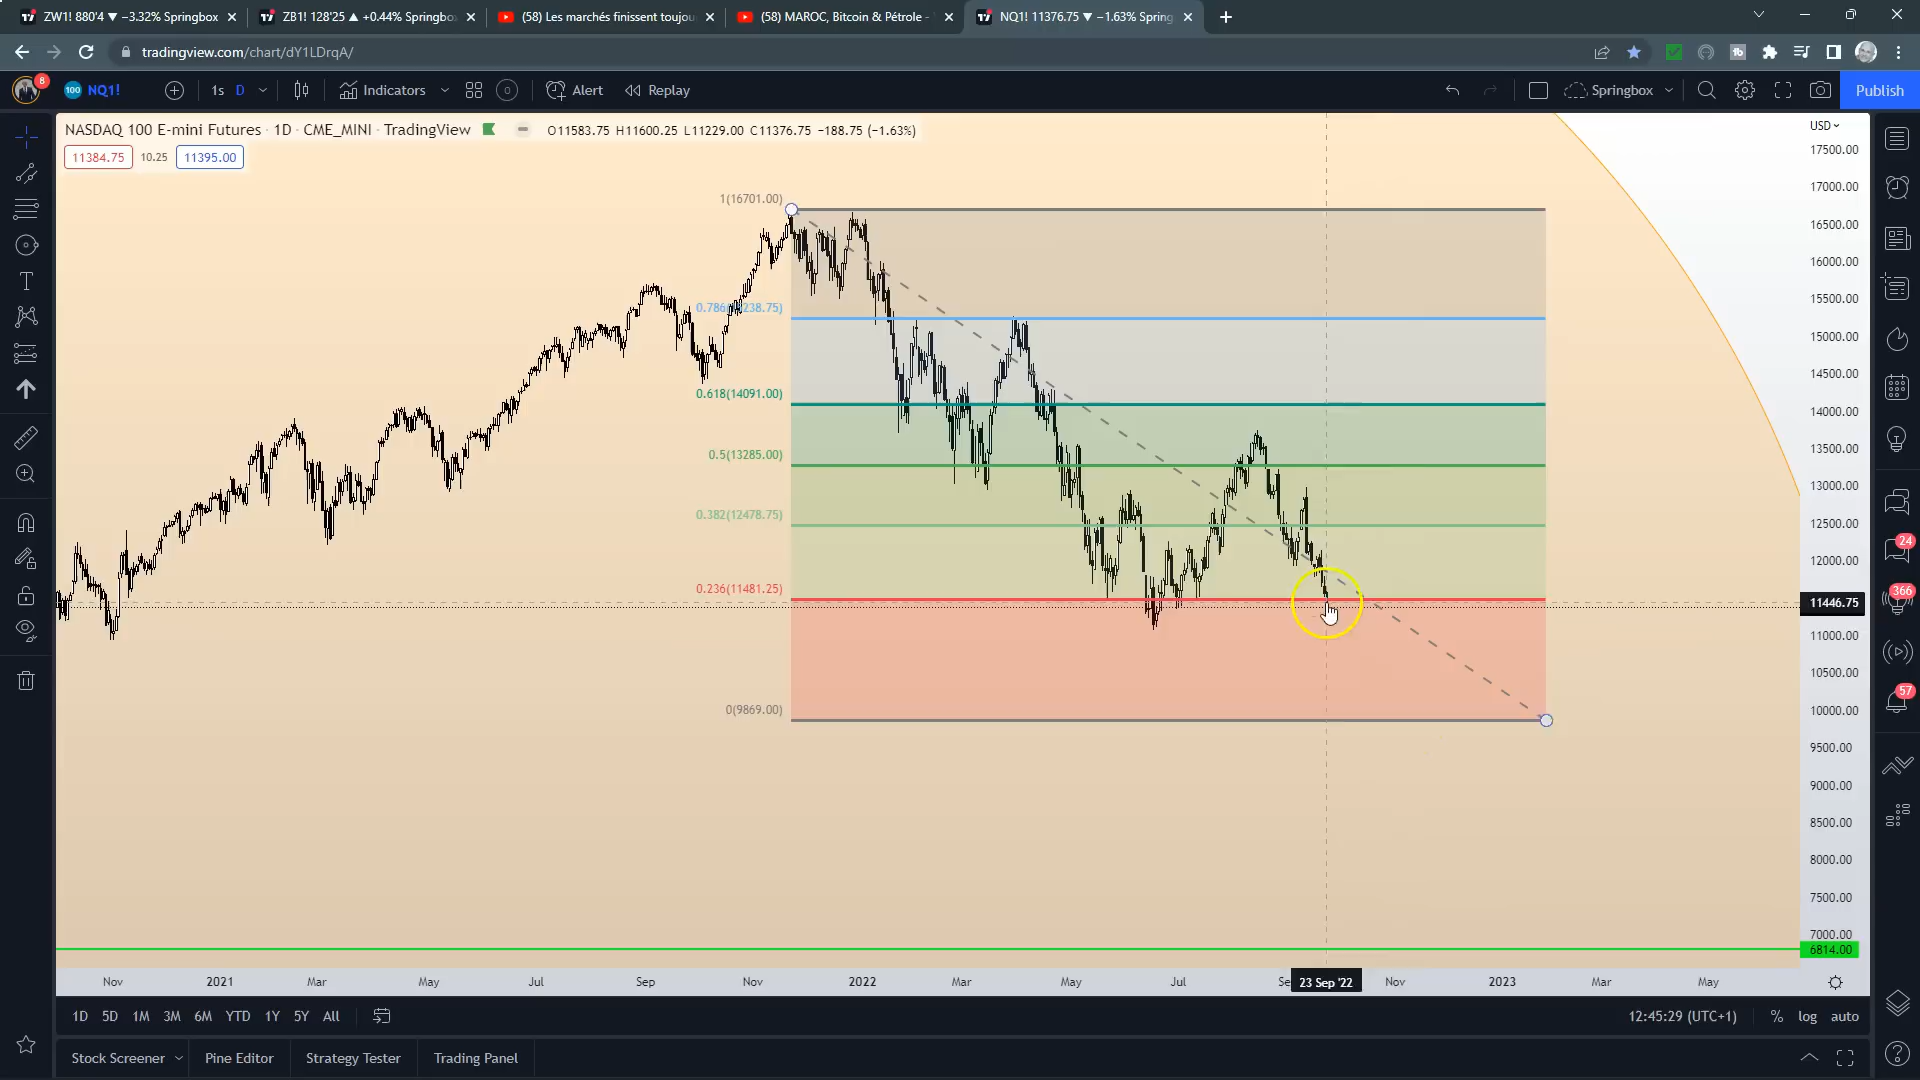 ZW1! 880'4 ▼ −3.32% Springbox
ZB1! 128'25 ▲ +0.44% Springbo
(58) Les marchés finissent toujou
(58) MAROC, Bitcoin & Pétrole -
NQ1! 11376.75 ▼ −1.63% Spring
tradingview.com/chart/dY1LDrqA/
8
100 NQ1!
1s D
Indicators
Alert
Replay
Springbox
Publish
NASDAQ 100 E-mini Futures · 1D · CME_MINI · TradingView
O11583.75 H11600.25 L11229.00 C11376.75 −188.75 (−1.63%)
11384.75 10.25 11395.00
USD
17500.00
17000.00
16500.00
16000.00
15500.00
15000.00
14500.00
14000.00
13500.00
13000.00
12500.00
12000.00
11446.75
11000.00
10500.00
10000.00
9500.00
9000.00
8500.00
8000.00
7500.00
7000.00
6814.00
1(16701.00)
0.618(14091.00)
0.5(13285.00)
0.382(12478.75)
0.236(11481.25)
0(9869.00)
24
366
57
Nov 2021 Mar May Jul Sep Nov 2022 Mar May Jul Se 23 Sep '22 Nov 2023 Mar May
1D 5D 1M 3M 6M YTD 1Y 5Y All
12:45:29 (UTC+1) % log auto
Stock Screener Pine Editor Strategy Tester Trading Panel